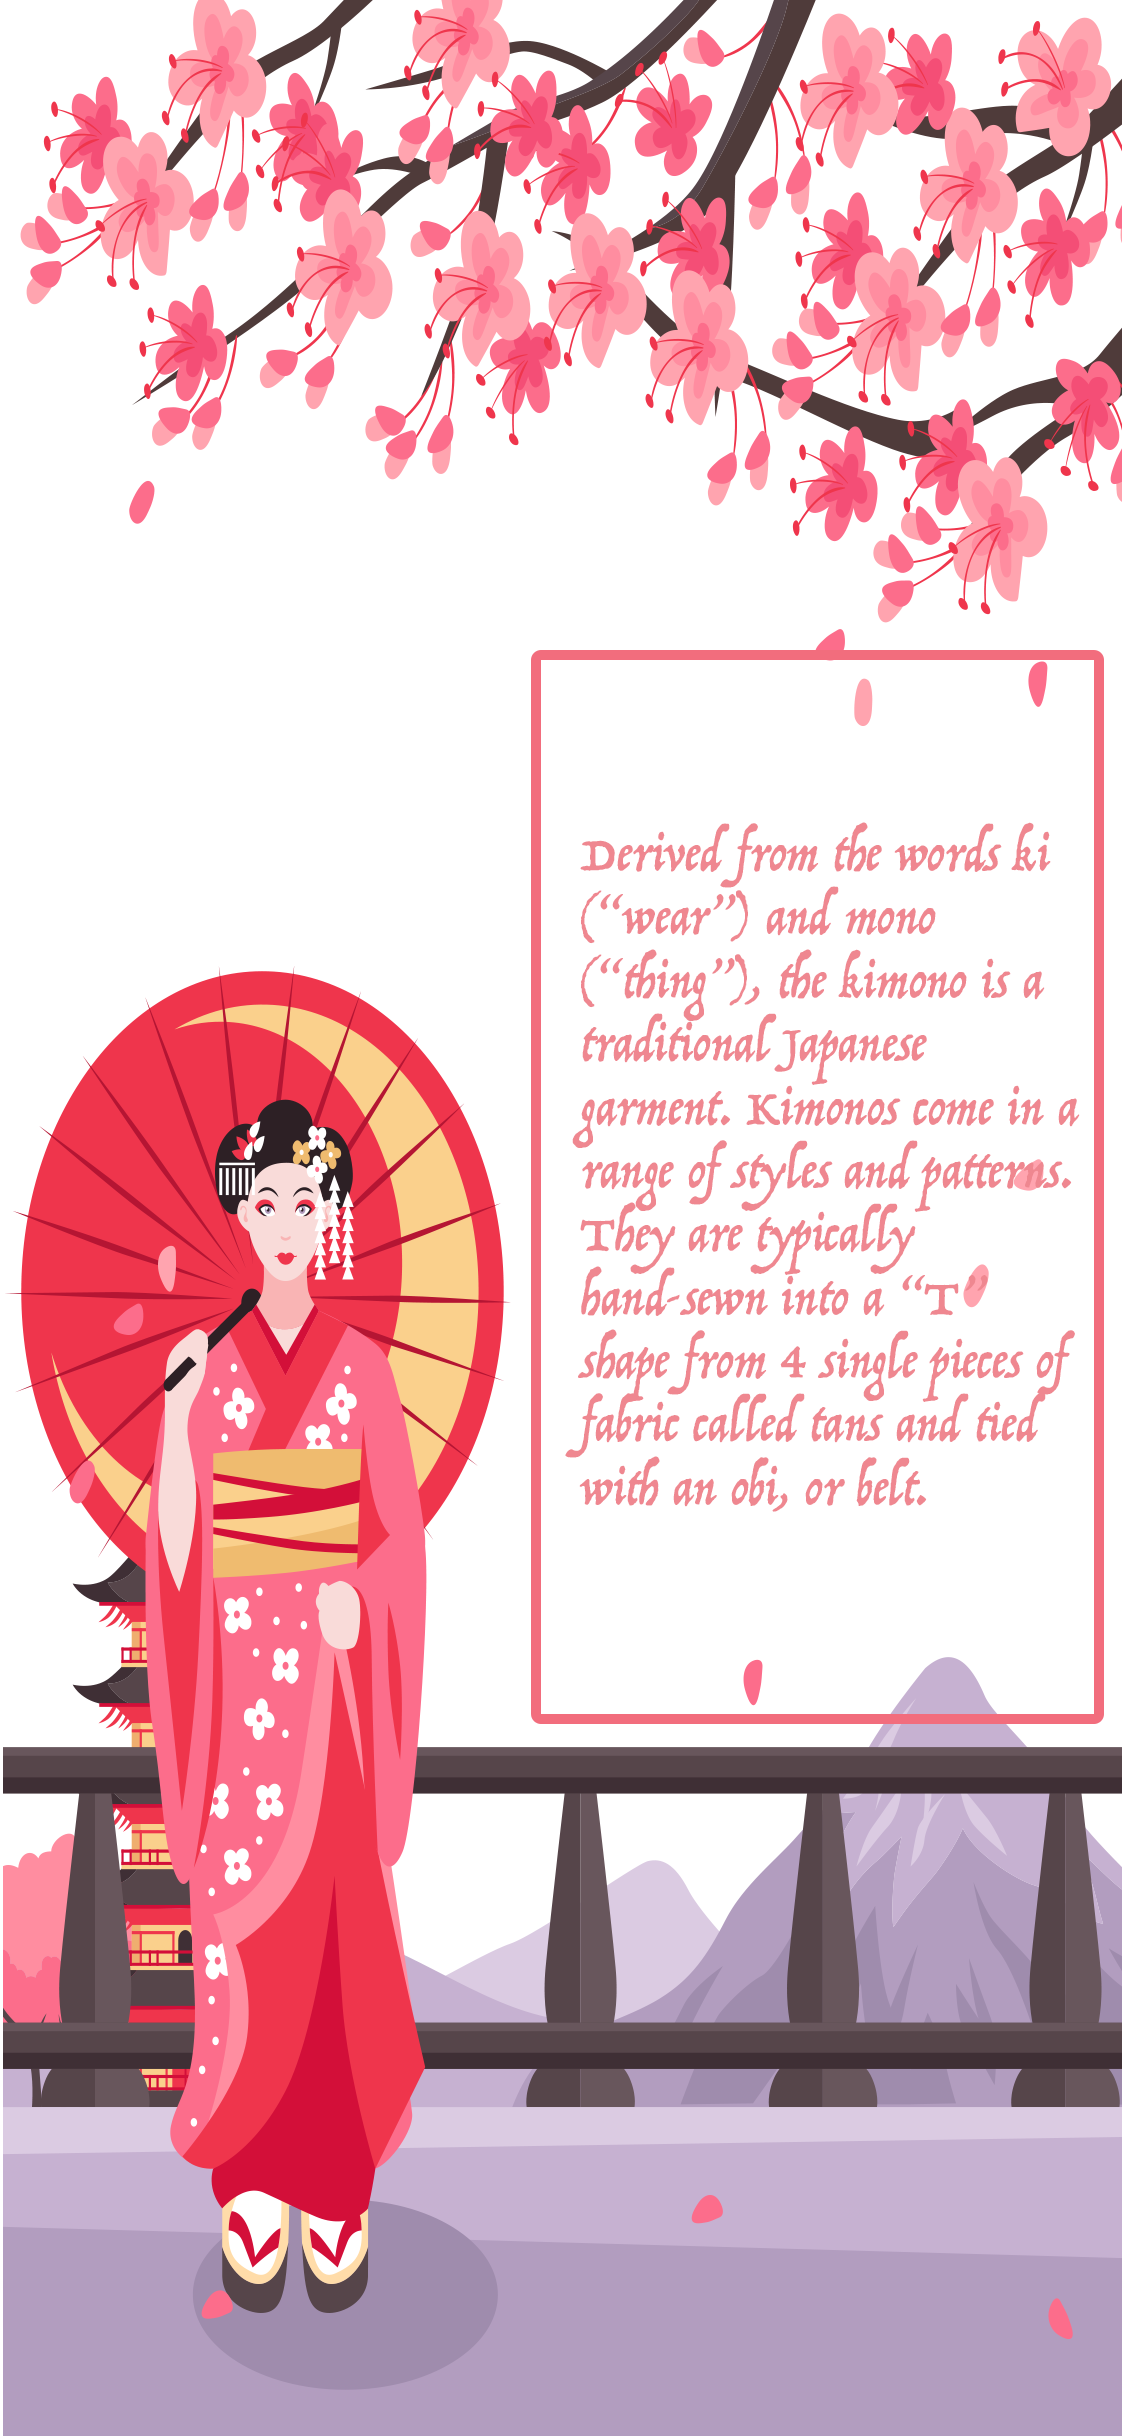 Derived from the words ki
(“wear”) and mono
(“thing”), the kimono is a
traditional Japanese
garment. Kimonos come in a
range of styles and patterns.
They are typically
hand-sewn into a “T”
shape from 4 single pieces of
fabric called tans and tied
with an obi, or belt.